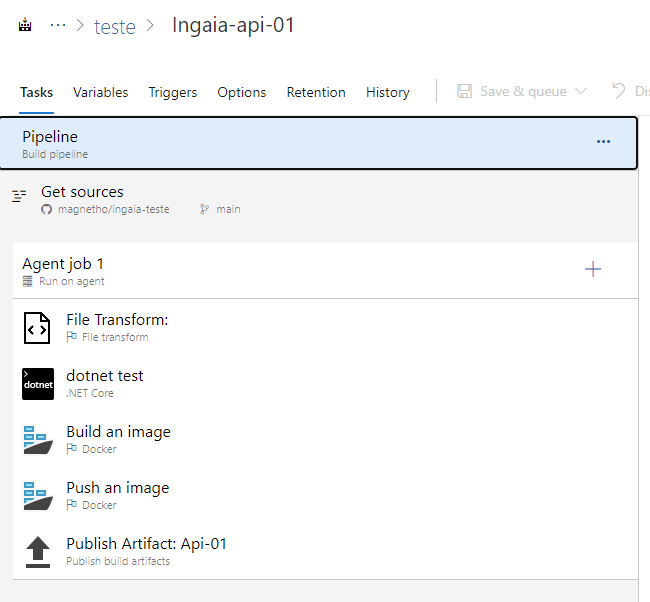 ··· > teste > Ingaia-api-01
Tasks Variables Triggers Options Retention History Save & queue Dis
Pipeline ...
Build pipeline
Get sources
magnetho/ingaia-teste main
Agent job 1
Run on agent
File Transform:
File transform
dotnet
dotnet test
.NET Core
Build an image
Docker
Push an image
Docker
Publish Artifact: Api-01
Publish build artifacts